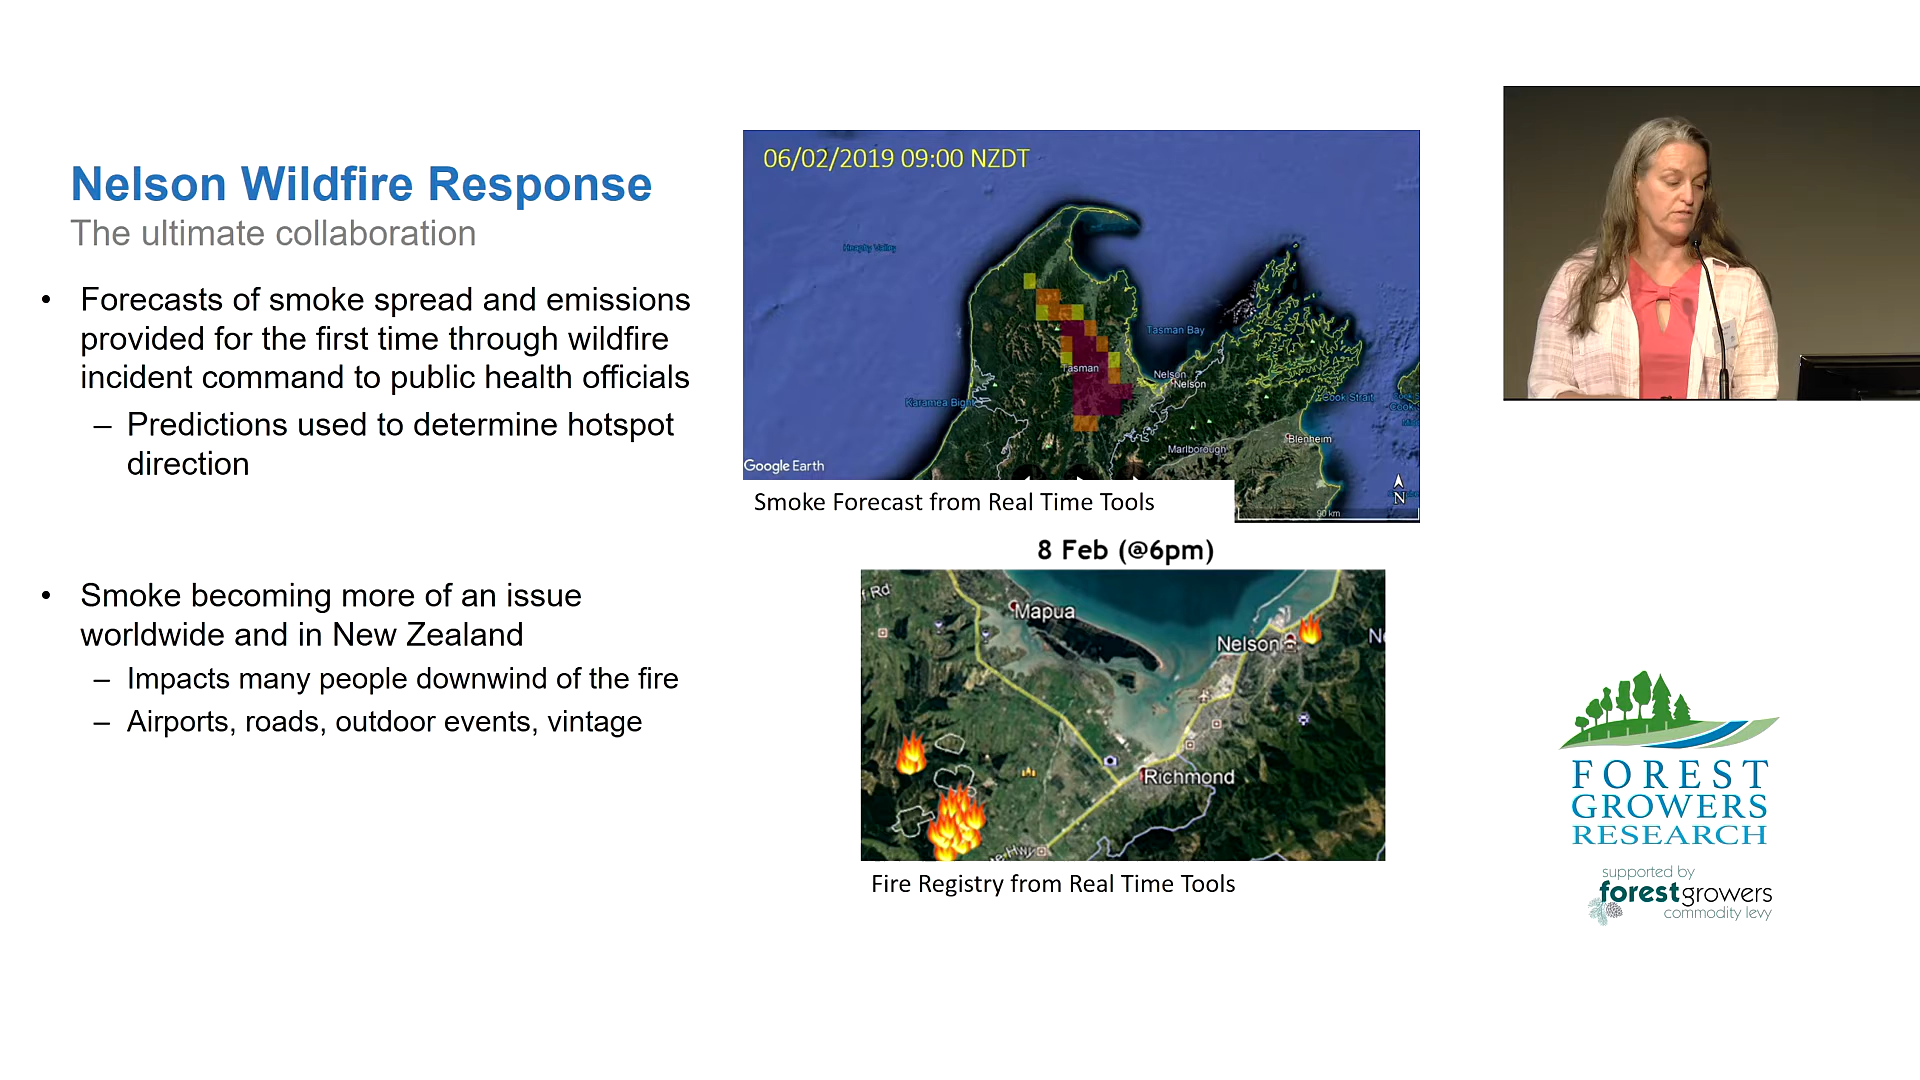 Nelson Wildfire Response
The ultimate collaboration
• Forecasts of smoke spread and emissions
provided for the first time through wildfire
incident command to public health officials
– Predictions used to determine hotspot
direction
• Smoke becoming more of an issue
worldwide and in New Zealand
– Impacts many people downwind of the fire
– Airports, roads, outdoor events, vintage
06/02/2019 09:00 NZDT
Tasman Bay
Tasman
Nelson
Nelson
Karamea Bight
Cook Strait
Blenheim
Marlborough
Google Earth
N
90 km
Smoke Forecast from Real Time Tools
8 Feb (@6pm)
Rd
Mapua
Nelson
Richmond
Hwy
Fire Registry from Real Time Tools
FOREST
GROWERS
RESEARCH
supported by
forestgrowers
commodity levy